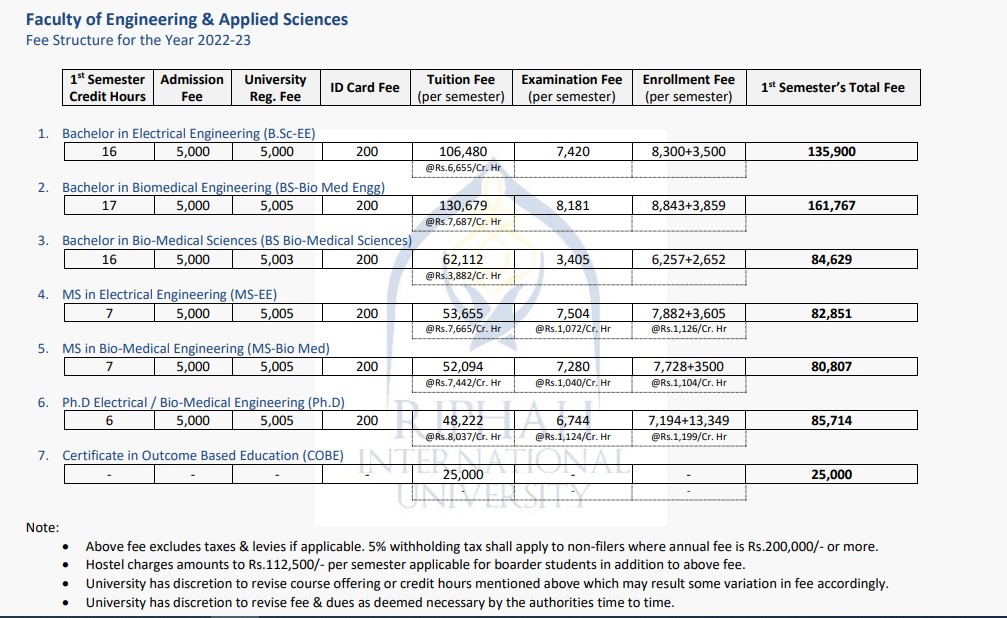 Faculty of Engineering & Applied Sciences
Fee Structure for the Year 2022-23
1st Semester Credit Hours | Admission Fee | University Reg. Fee | ID Card Fee | Tuition Fee (per semester) | Examination Fee (per semester) | Enrollment Fee (per semester) | 1st Semester's Total Fee
1. Bachelor in Electrical Engineering (B.Sc-EE)
16 | 5,000 | 5,000 | 200 | 106,480 | 7,420 | 8,300+3,500 | 135,900
@Rs.6,655/Cr. Hr
2. Bachelor in Biomedical Engineering (BS-Bio Med Engg)
17 | 5,000 | 5,005 | 200 | 130,679 | 8,181 | 8,843+3,859 | 161,767
@Rs.7,687/Cr. Hr
3. Bachelor in Bio-Medical Sciences (BS Bio-Medical Sciences)
16 | 5,000 | 5,003 | 200 | 62,112 | 3,405 | 6,257+2,652 | 84,629
@Rs.3,882/Cr. Hr
4. MS in Electrical Engineering (MS-EE)
7 | 5,000 | 5,005 | 200 | 53,655 | 7,504 | 7,882+3,605 | 82,851
@Rs.7,665/Cr. Hr | @Rs.1,072/Cr. Hr | @Rs.1,126/Cr. Hr
5. MS in Bio-Medical Engineering (MS-Bio Med)
7 | 5,000 | 5,005 | 200 | 52,094 | 7,280 | 7,728+3500 | 80,807
@Rs.7,442/Cr. Hr | @Rs.1,040/Cr. Hr | @Rs.1,104/Cr. Hr
6. Ph.D Electrical / Bio-Medical Engineering (Ph.D)
6 | 5,000 | 5,005 | 200 | 48,222 | 6,744 | 7,194+13,349 | 85,714
@Rs.8,037/Cr. Hr | @Rs.1,124/Cr. Hr | @Rs.1,199/Cr. Hr
7. Certificate in Outcome Based Education (COBE)
- | - | - | - | 25,000 | - | - | 25,000
- | - | -
RIPHAH
INTERNATIONAL
UNIVERSITY
Note:
• Above fee excludes taxes & levies if applicable. 5% withholding tax shall apply to non-filers where annual fee is Rs.200,000/- or more.
• Hostel charges amounts to Rs.112,500/- per semester applicable for boarder students in addition to above fee.
• University has discretion to revise course offering or credit hours mentioned above which may result some variation in fee accordingly.
• University has discretion to revise fee & dues as deemed necessary by the authorities time to time.